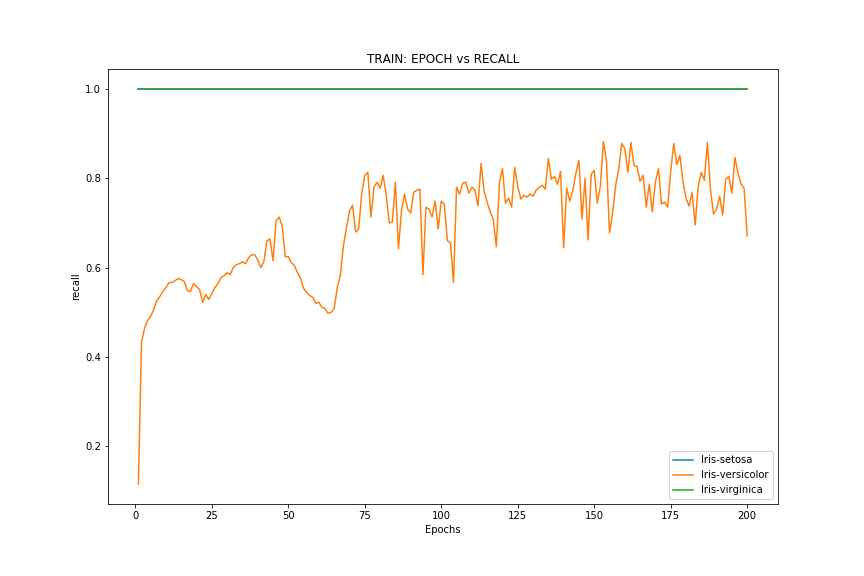 TRAIN: EPOCH vs RECALL
1.0
0.8
0.6
0.4
0.2
recall
0 25 50 75 100 125 150 175 200
Epochs
Iris-setosa
Iris-versicolor
Iris-virginica